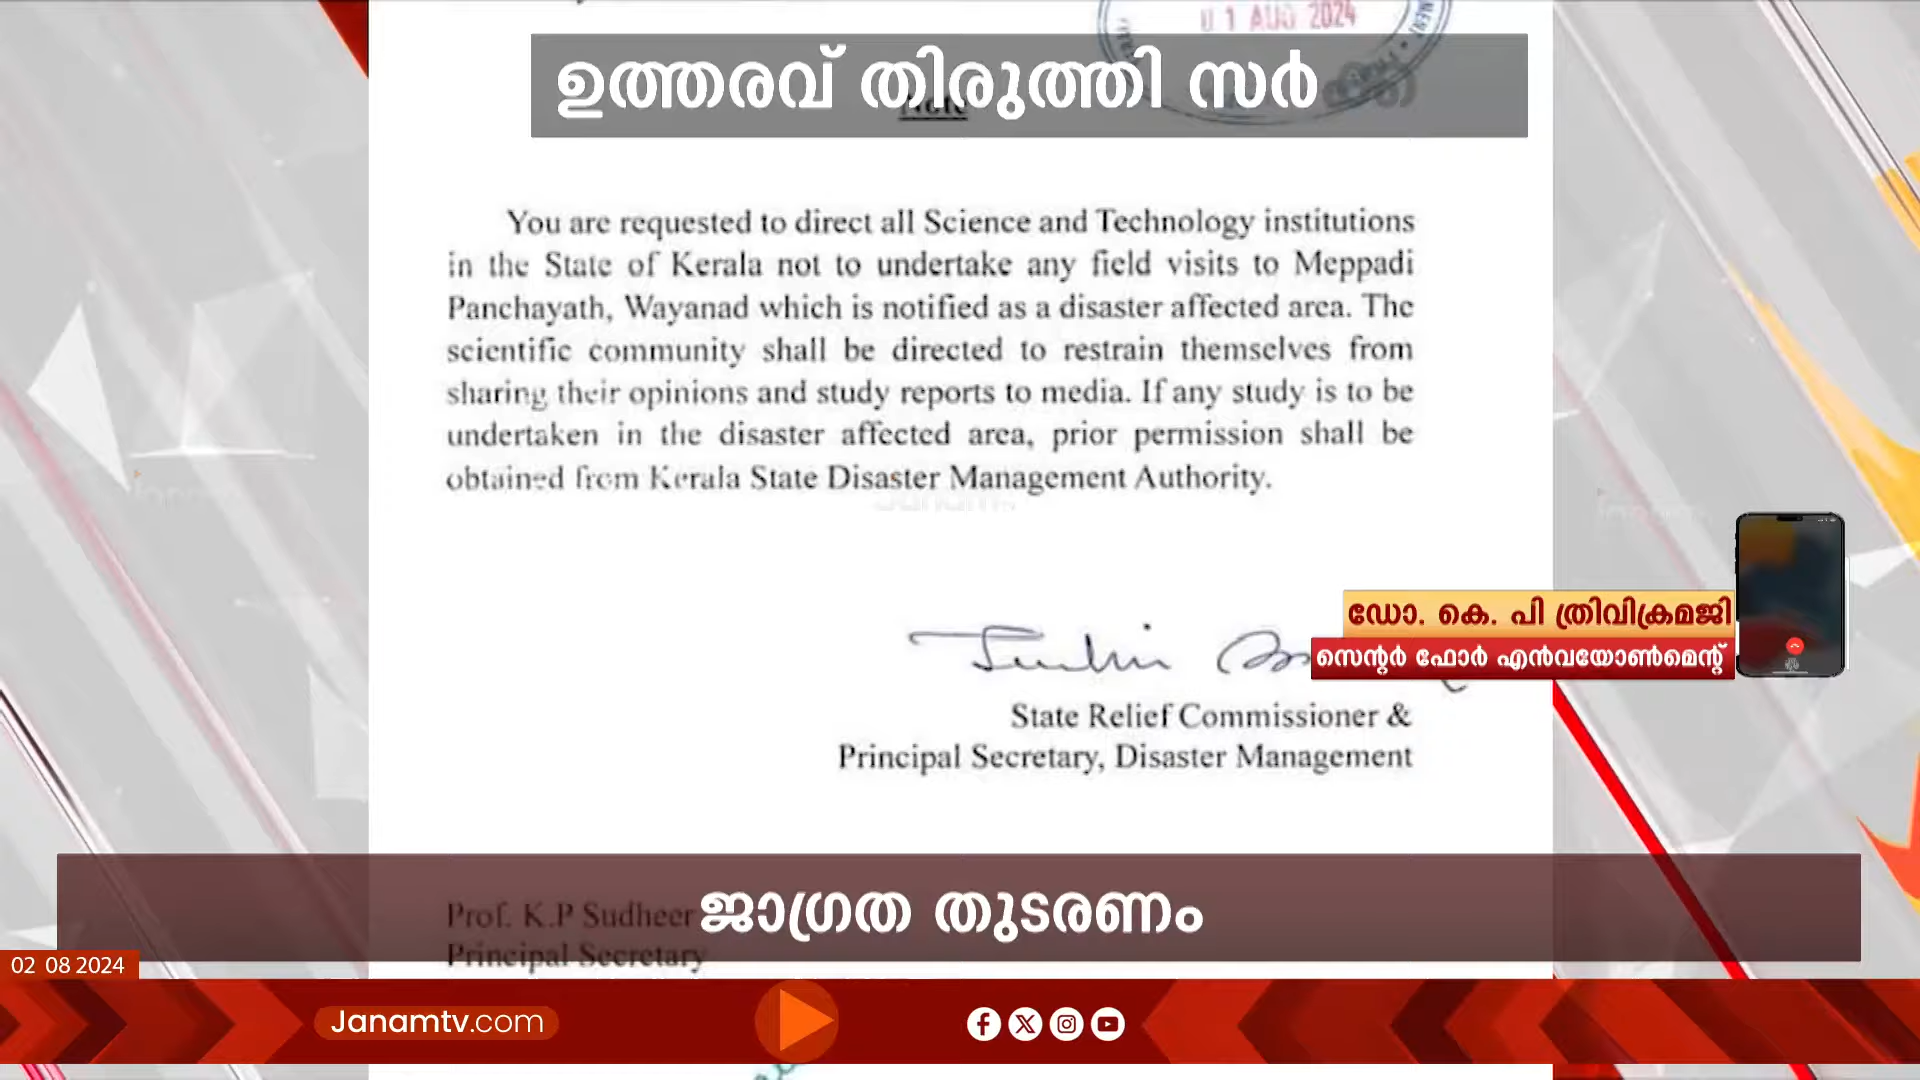 01 AUG 2024
ഉത്തരവ് തിരുത്തി സർ
Note
You are requested to direct all Science and Technology institutions
in the State of Kerala not to undertake any field visits to Meppadi
Panchayath, Wayanad which is notified as a disaster affected area. The
scientific community shall be directed to restrain themselves from
sharing their opinions and study reports to media. If any study is to be
undertaken in the disaster affected area, prior permission shall be
obtained from Kerala State Disaster Management Authority.
ഡോ. കെ. പി ത്രിവിക്രമജി
സെന്റർ ഫോർ എൻവയോൺമെന്റ്
State Relief Commissioner &
Principal Secretary, Disaster Management
Prof. K.P Sudheer
ജാഗ്രത തുടരണം
Principal Secretary
02 08 2024
Janamtv.com